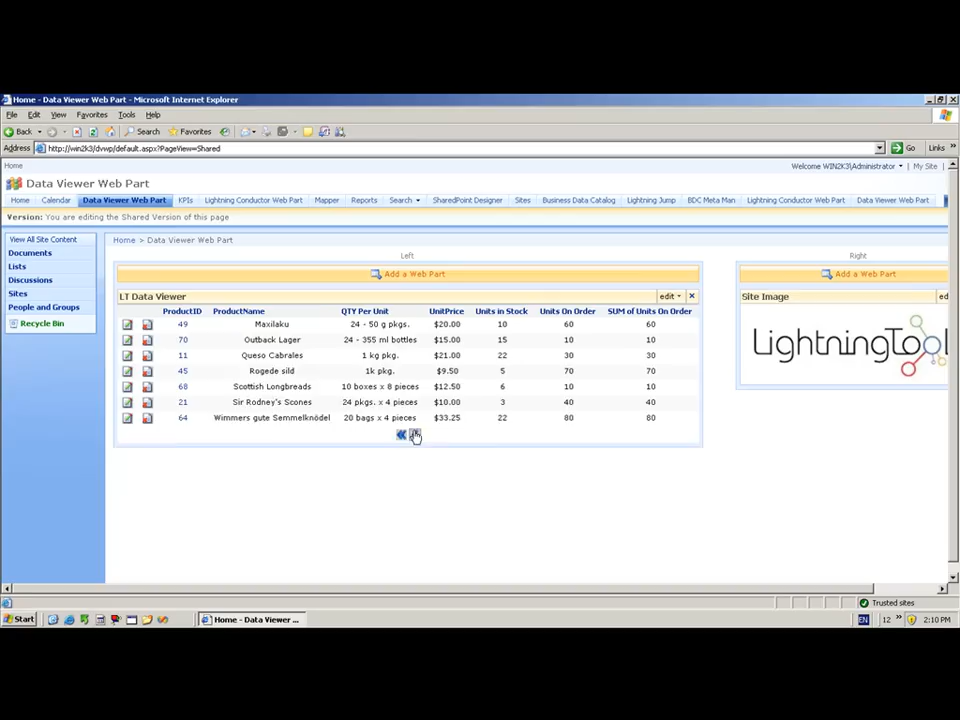 Home - Data Viewer Web Part - Microsoft Internet Explorer
File Edit View Favorites Tools Help
Back Search Favorites
Address http://win2k3/dvwp/default.aspx?PageView=Shared Go Links »
Home Welcome WIN2K3\Administrator My Site
Data Viewer Web Part
Home Calendar Data Viewer Web Part KPIs Lightning Conductor Web Part Mapper Reports Search SharePoint Designer Sites Business Data Catalog Lightning Jump BDC Meta Man Lightning Conductor Web Part Data Viewer Web Part
Version: You are editing the Shared Version of this page
View All Site Content
Documents
Lists
Discussions
Sites
People and Groups
Recycle Bin
Home > Data Viewer Web Part
Left
Add a Web Part
LT Data Viewer edit
ProductID ProductName QTY Per Unit UnitPrice Units in Stock Units On Order SUM of Units On Order
49 Maxilaku 24 - 50 g pkgs. $20.00 10 60 60
70 Outback Lager 24 - 355 ml bottles $15.00 15 10 10
11 Queso Cabrales 1 kg pkg. $21.00 22 30 30
45 Rogede sild 1k pkg. $9.50 5 70 70
68 Scottish Longbreads 10 boxes x 8 pieces $12.50 6 10 10
21 Sir Rodney's Scones 24 pkgs. x 4 pieces $10.00 3 40 40
64 Wimmers gute Semmelknödel 20 bags x 4 pieces $33.25 22 80 80
Right
Add a Web Part
Site Image ed
LightningTool
Trusted sites
Start Home - Data Viewer ... EN 12 » 2:10 PM